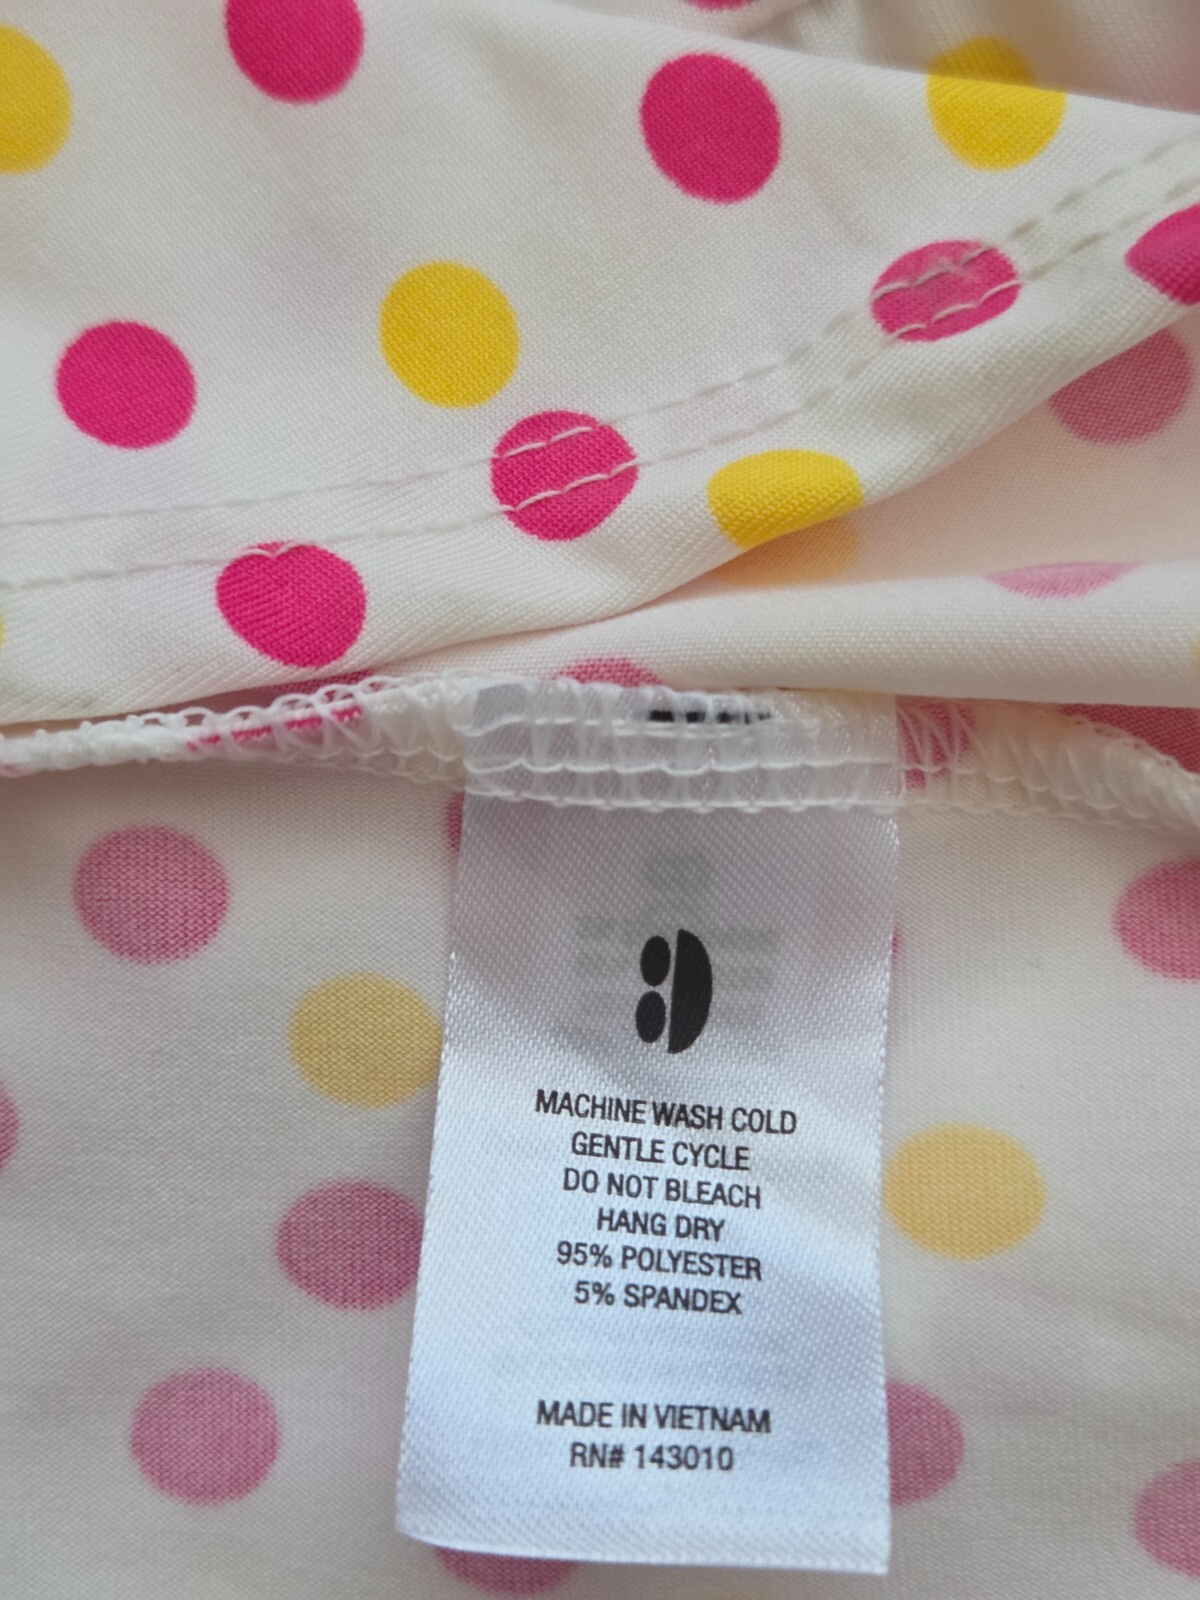 MACHINE WASH COLD
GENTLE CYCLE
DO NOT BLEACH
HANG DRY
95% POLYESTER
5% SPANDEX
MADE IN VIETNAM
RN# 143010